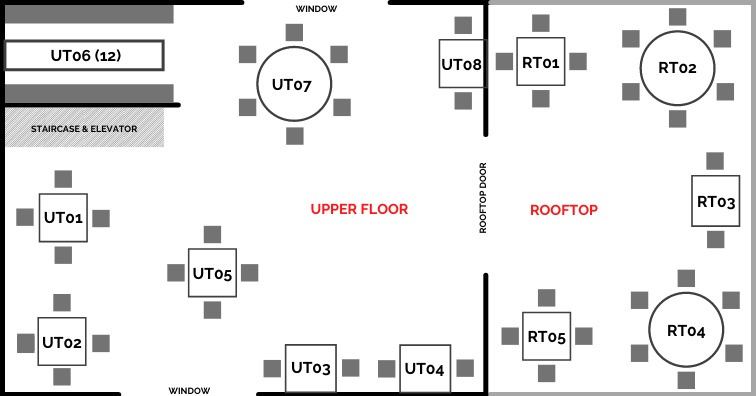 WINDOW
UT06 (12)
UT07
UT08
RT01
RT02
STAIRCASE & ELEVATOR
UT01
UPPER FLOOR
ROOFTOP DOOR
ROOFTOP
RT03
UT05
UT02
UT03
UT04
RT05
RT04
WINDOW